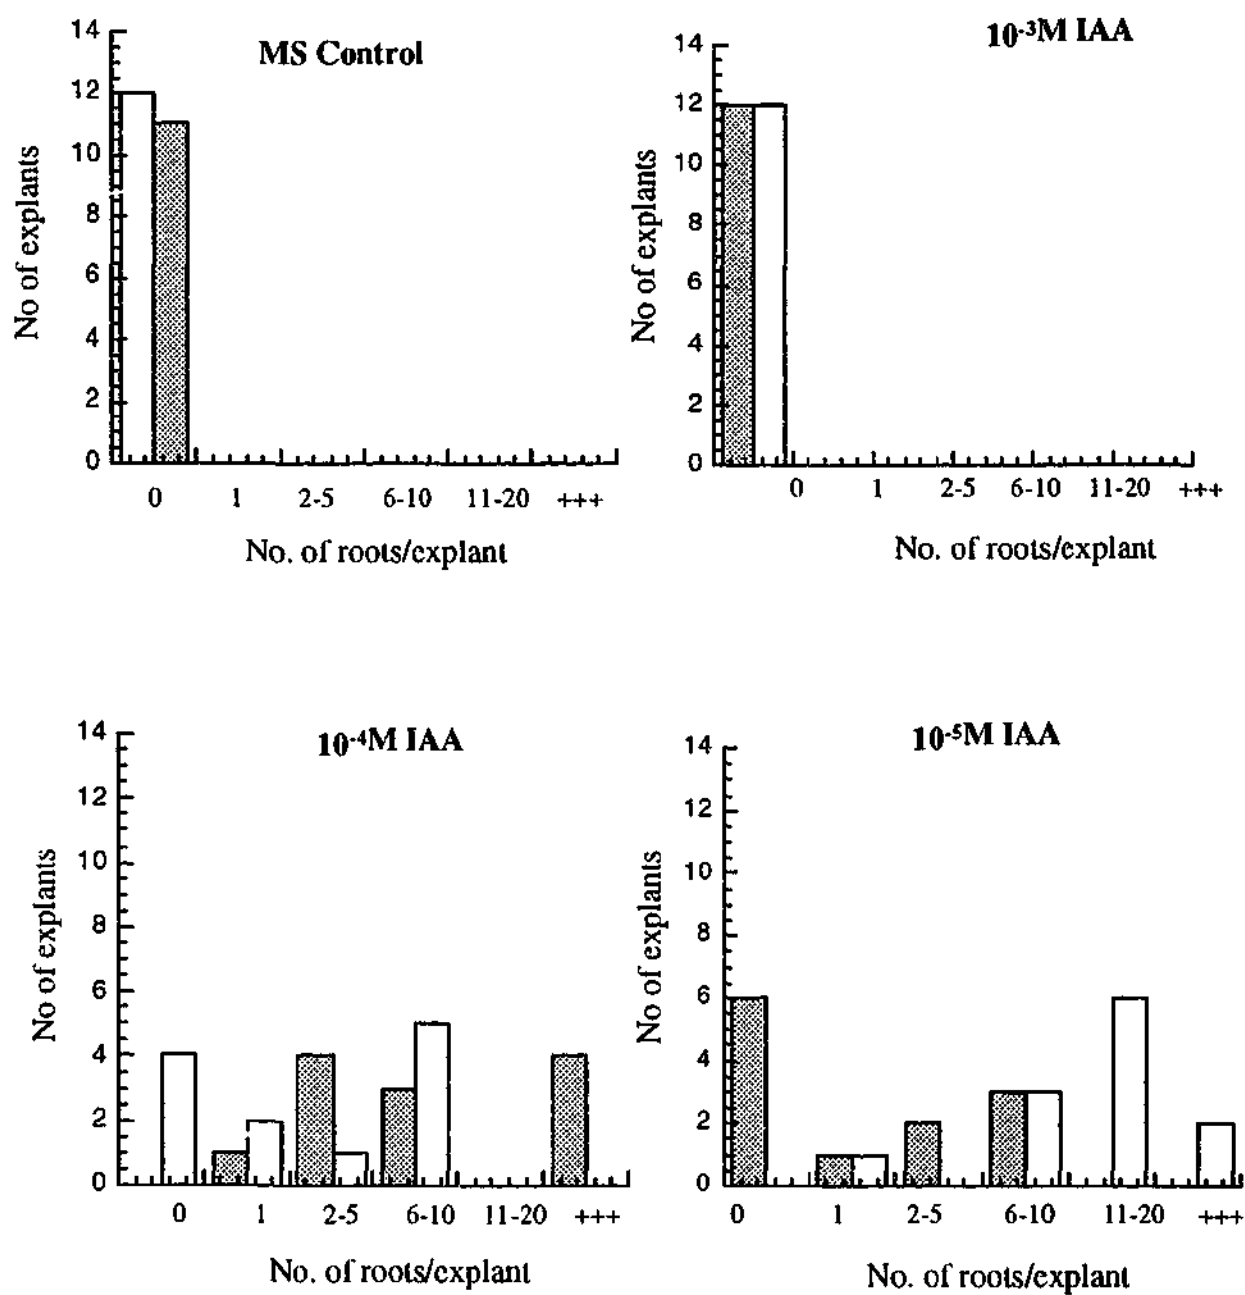 MS Control
14
12
10
8
6
4
2
0
No of explants
0 1 2-5 6-10 11-20 +++
No. of roots/explant
10-3M IAA
14
12
10
8
6
4
2
0
No of explants
0 1 2-5 6-10 11-20 +++
No. of roots/explant
10-4M IAA
14
12
10
8
6
4
2
0
No of explants
0 1 2-5 6-10 11-20 +++
No. of roots/explant
10-5M IAA
14
12
10
8
6
4
2
0
No of explants
0 1 2-5 6-10 11-20 +++
No. of roots/explant